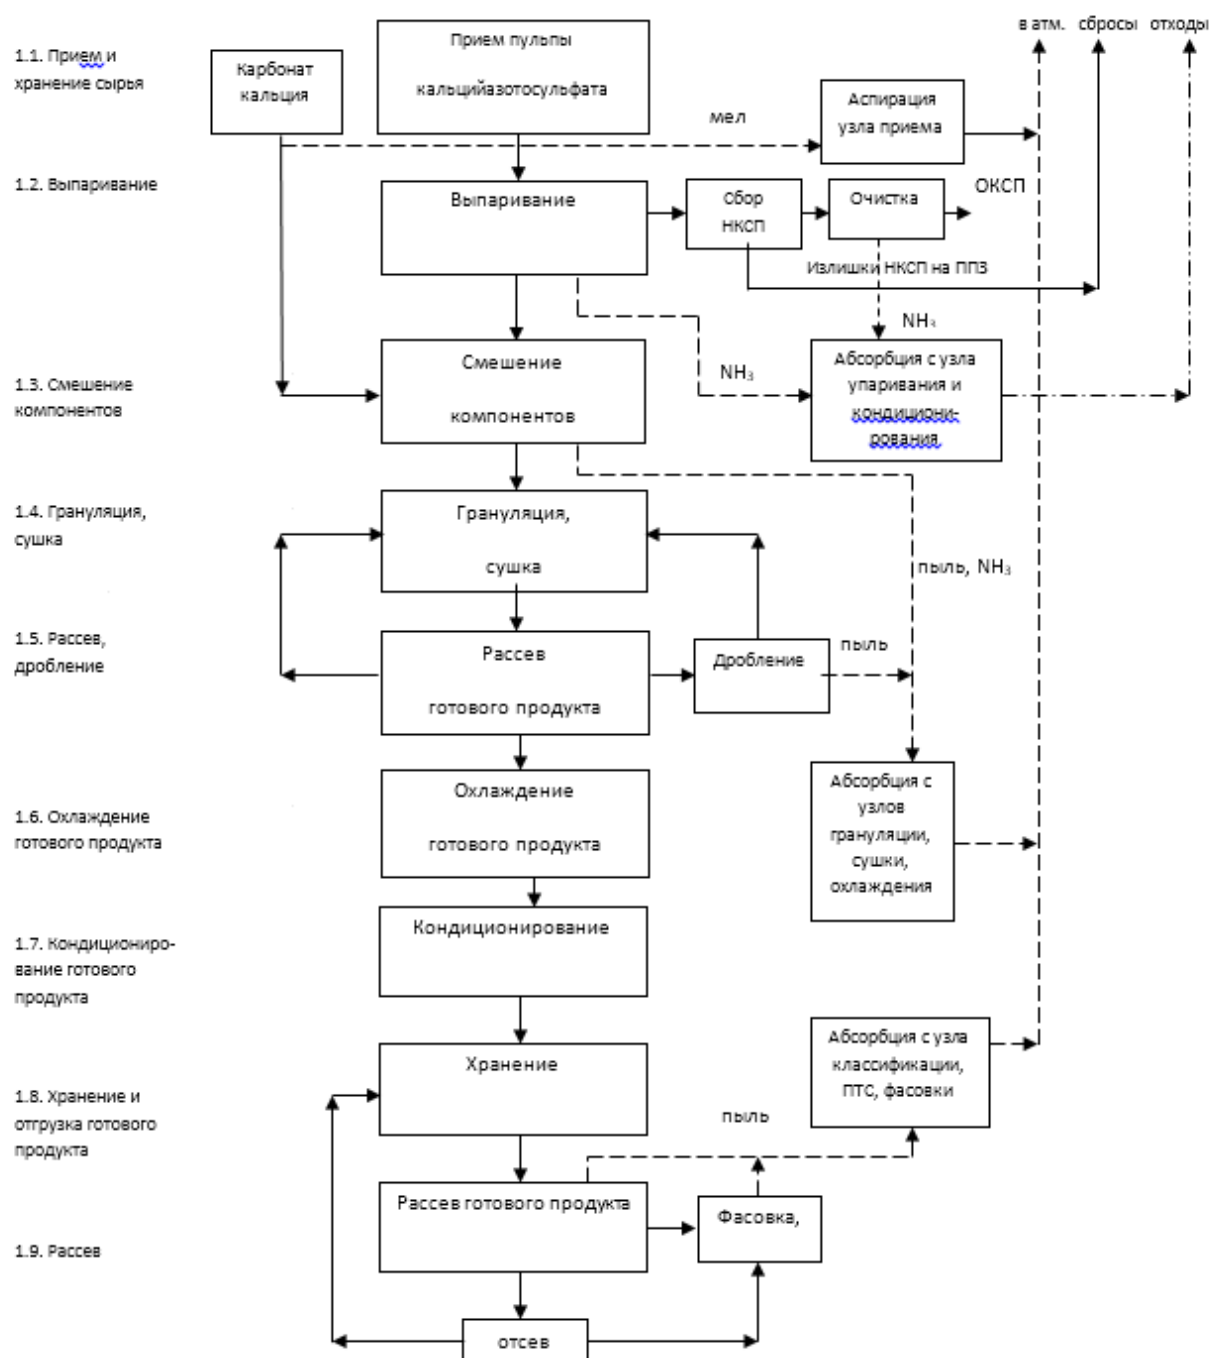 в атм. сбросы отходы
1.1. Прием и
хранение сырья
Карбонат
кальция
Прием пульпы
кальцийазотосульфата
мел
Аспирация
узла приема
1.2. Выпаривание
Выпаривание
Сбор
НКСП
Очистка
ОКСП
Излишки НКСП на ППЗ
NH₃
1.3. Смешение
компонентов
Смешение
компонентов
NH₃
Абсорбция с узла
упаривания и
кондициони-
рования
1.4. Грануляция,
сушка
Грануляция,
сушка
пыль, NH₃
1.5. Рассев,
дробление
Рассев
готового продукта
Дробление
пыль
1.6. Охлаждение
готового продукта
Охлаждение
готового продукта
Абсорбция с
узлов
грануляции,
сушки,
охлаждения
1.7. Кондициониро-
вание готового
продукта
Кондиционирование
1.8. Хранение и
отгрузка готового
продукта
Хранение
Абсорбция с узла
классификации,
ПТС, фасовки
пыль
1.9. Рассев
Рассев готового продукта
Фасовка,
отсев